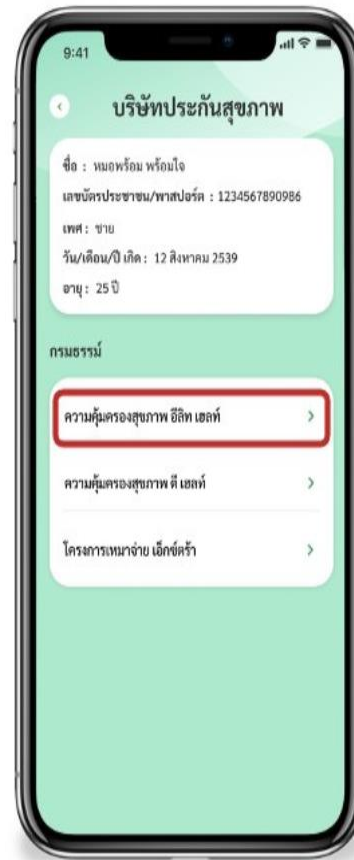 9:41
บริษัทประกันสุขภาพ
ชื่อ : หมอพร้อม พร้อมใจ
เลขบัตรประชาชน/พาสปอร์ต : 1234567890986
เพศ : ชาย
วัน/เดือน/ปี เกิด : 12 สิงหาคม 2539
อายุ : 25 ปี
กรมธรรม์
ความคุ้มครองสุขภาพ อีลิท เฮลท์
ความคุ้มครองสุขภาพ ดี เฮลท์
โครงการเหมาจ่าย เอ็กซ์ตร้า